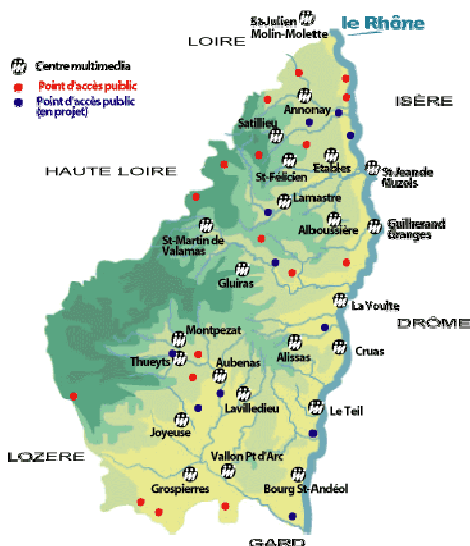 St-Julien
Molin-Molette
le Rhône
LOIRE
Centre multimedia
Point d'accès public
Point d'accès public
(en projet)
ISÈRE
Annonay
Satillieu
HAUTE LOIRE
St-Félicien
Etables
St-Jean de
Muzols
Lamastre
Alboussière
Guilherand
Granges
St-Martin de
Valamas
Gluiras
La Voulte
DRÔME
Montpezat
Thueyts
Aubenas
Alissas
Cruas
Lavilledieu
Le Teil
Joyeuse
LOZERE
Vallon Pt d'Arc
Grospierres
Bourg St-Andéol
GARD